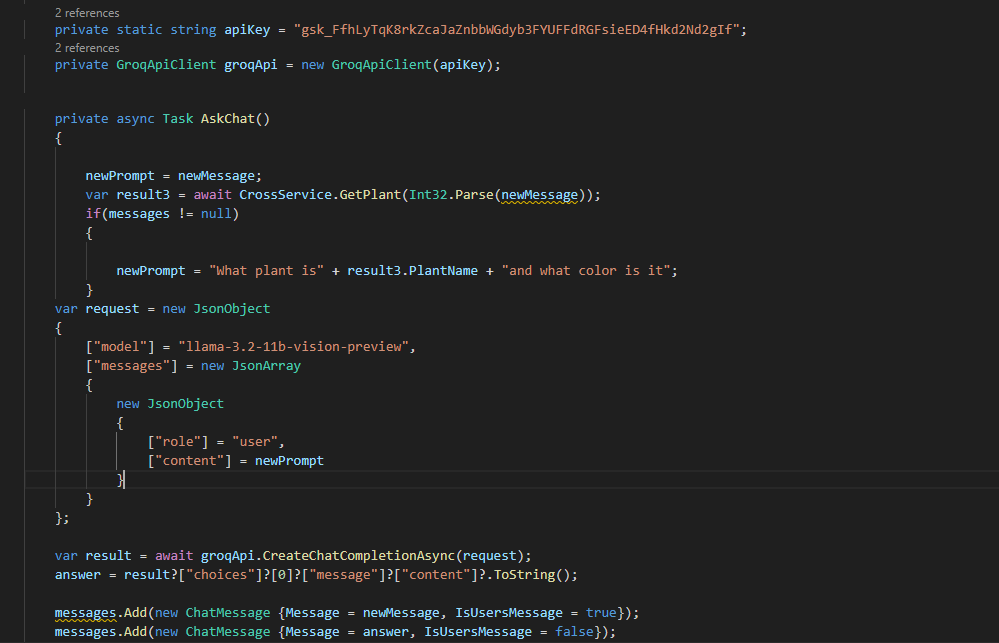 2 references
private static string apiKey = "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";
2 references
private GroqApiClient groqApi = new GroqApiClient(apiKey);
private async Task AskChat()
{
newPrompt = newMessage;
var result3 = await CrossService.GetPlant(Int32.Parse(newMessage));
if(messages != null)
{
newPrompt = "What plant is" + result3.PlantName + "and what color is it";
}
var request = new JsonObject
{
["model"] = "llama-3.2-11b-vision-preview",
["messages"] = new JsonArray
{
new JsonObject
{
["role"] = "user",
["content"] = newPrompt
}
}
};
var result = await groqApi.CreateChatCompletionAsync(request);
answer = result?["choices"]?[0]?["message"]?["content"]?.ToString();
messages.Add(new ChatMessage {Message = newMessage, IsUsersMessage = true});
messages.Add(new ChatMessage {Message = answer, IsUsersMessage = false});